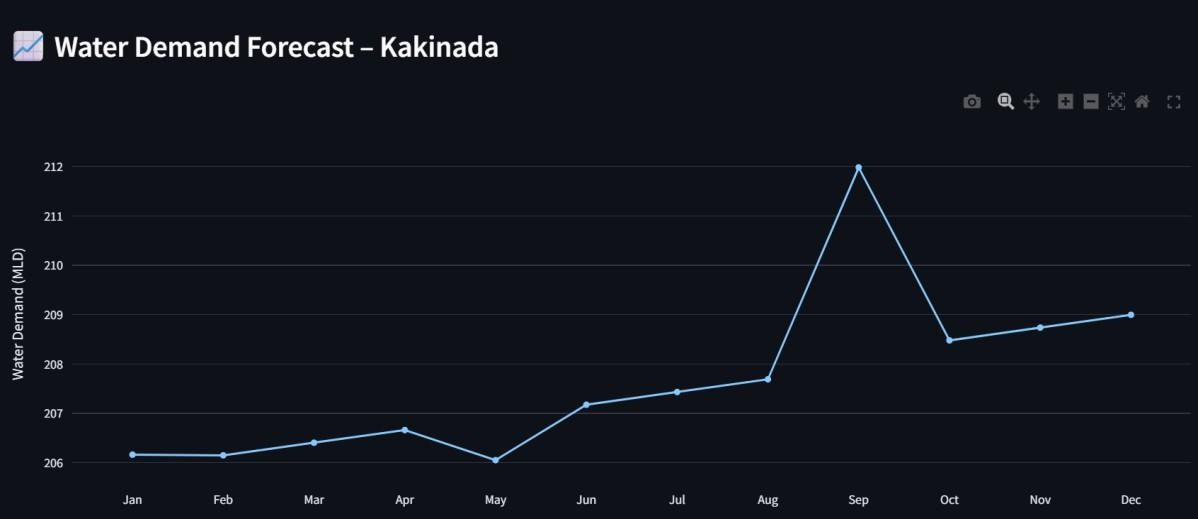 Water Demand Forecast – Kakinada
212
211
210
209
208
207
206
Water Demand (MLD)
Jan Feb Mar Apr May Jun Jul Aug Sep Oct Nov Dec